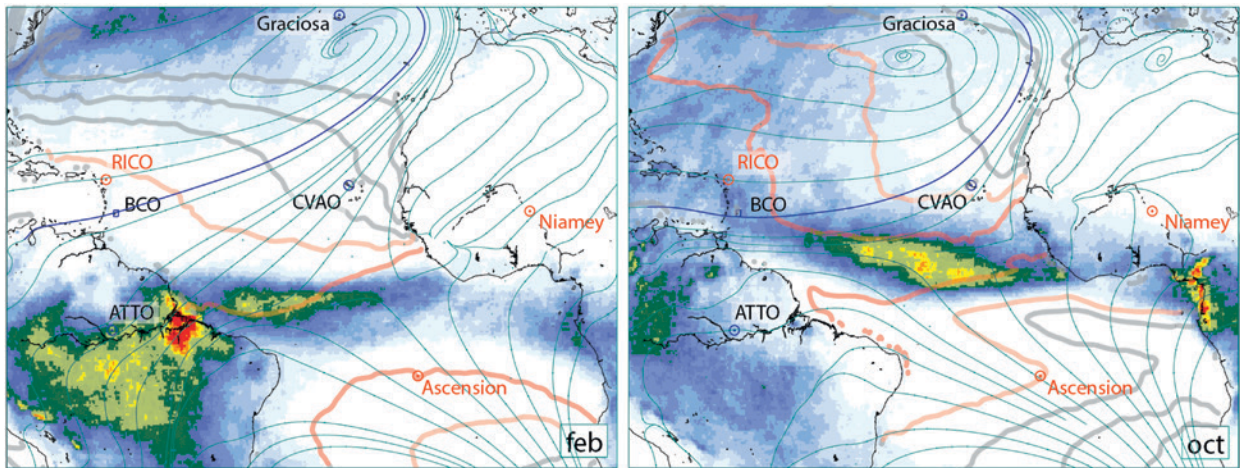 Graciosa
RICO
BCO
CVAO
Niamey
ATTO
Ascension
feb
Graciosa
RICO
BCO
CVAO
Niamey
ATTO
Ascension
oct